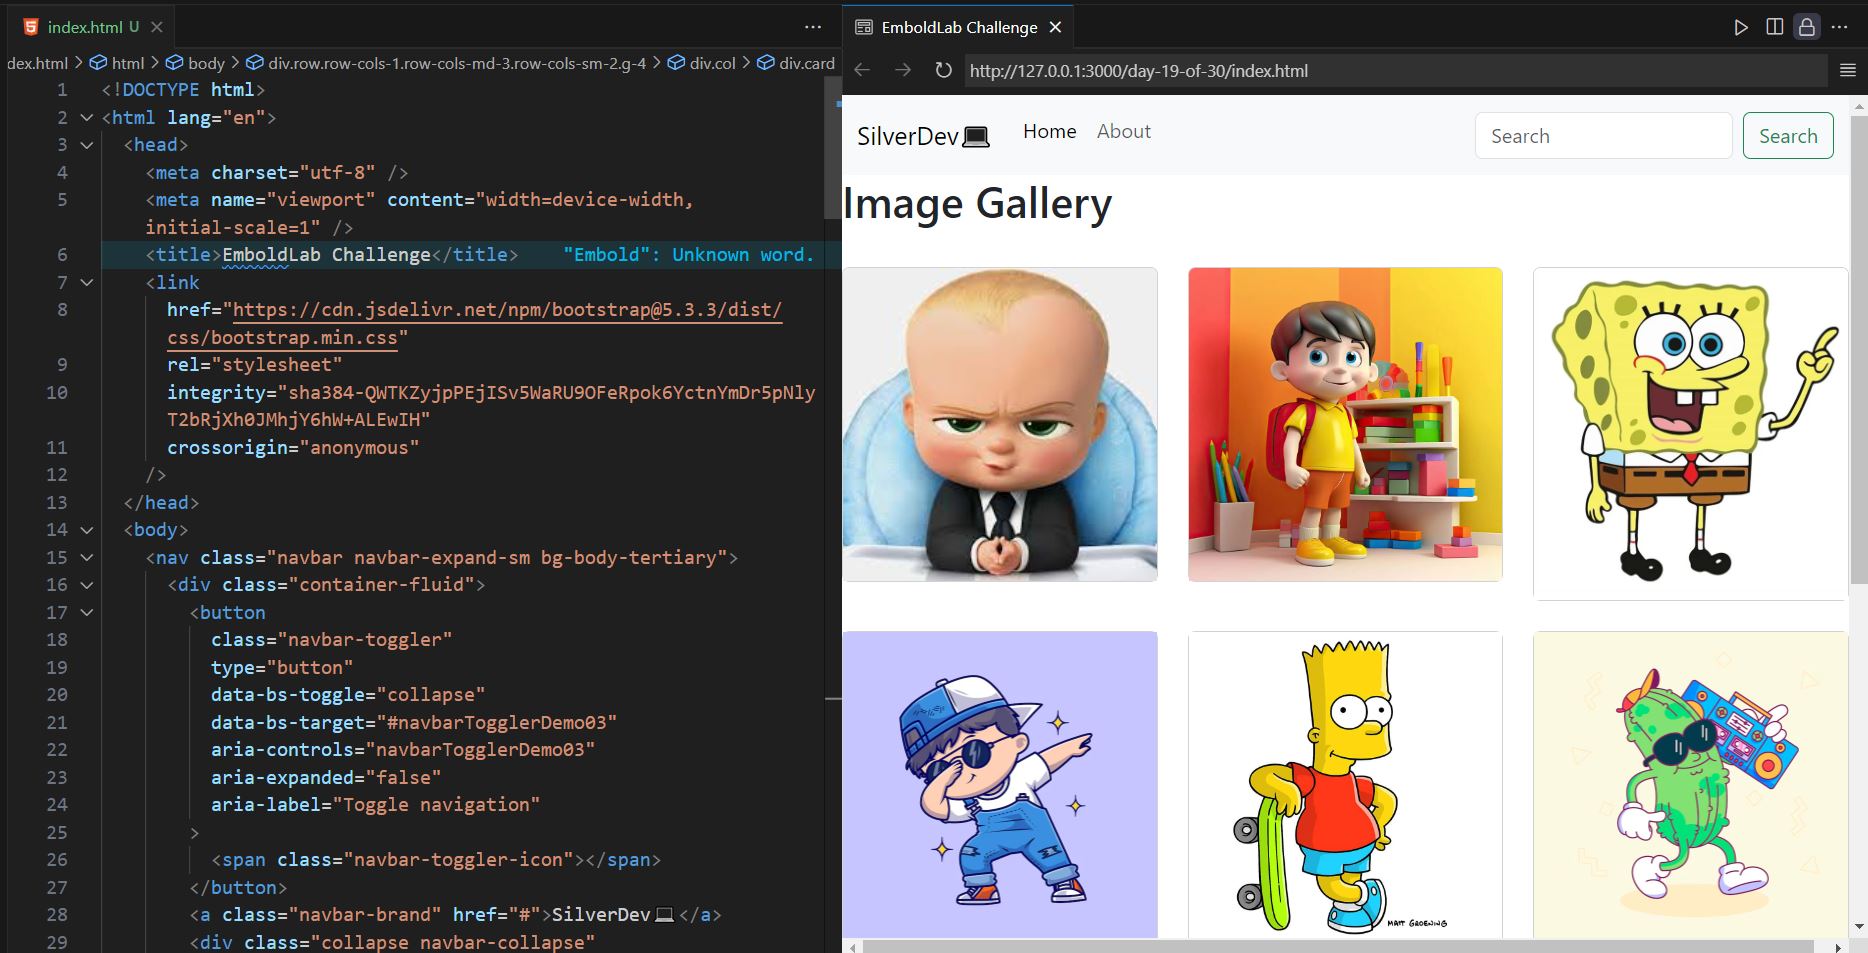 index.html U
dex.html > html > body > div.row.row-cols-1.row-cols-md-3.row-cols-sm-2.g-4 > div.col > div.card
1 <!DOCTYPE html>
2 <html lang="en">
3 <head>
4 <meta charset="utf-8" />
5 <meta name="viewport" content="width=device-width,
initial-scale=1" />
6 <title>EmboldLab Challenge</title> "Embold": Unknown word.
7 <link
8 href="https://cdn.jsdelivr.net/npm/bootstrap@5.3.3/dist/
css/bootstrap.min.css"
9 rel="stylesheet"
10 integrity="sha384-QWTKZyjpPEjISv5WaRU9OFeRpok6YctnYmDr5pNly
T2bRjXh0JMhjY6hW+ALEwIH"
11 crossorigin="anonymous"
12 />
13 </head>
14 <body>
15 <nav class="navbar navbar-expand-sm bg-body-tertiary">
16 <div class="container-fluid">
17 <button
18 class="navbar-toggler"
19 type="button"
20 data-bs-toggle="collapse"
21 data-bs-target="#navbarTogglerDemo03"
22 aria-controls="navbarTogglerDemo03"
23 aria-expanded="false"
24 aria-label="Toggle navigation"
25 >
26 <span class="navbar-toggler-icon"></span>
27 </button>
28 <a class="navbar-brand" href="#">SilverDev💻</a>
29 <div class="collapse navbar-collapse"
EmboldLab Challenge
http://127.0.0.1:3000/day-19-of-30/index.html
SilverDev💻 Home About Search Search
Image Gallery
MATT GROENING